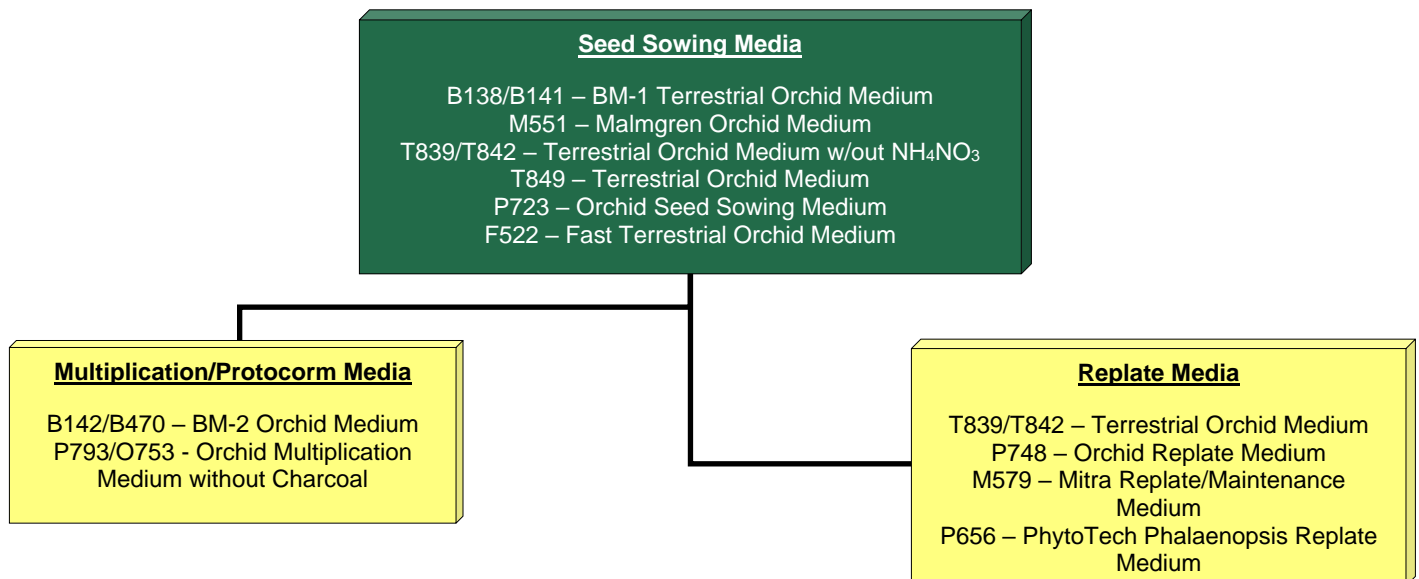 Seed Sowing Media
B138/B141 – BM-1 Terrestrial Orchid Medium
M551 – Malmgren Orchid Medium
T839/T842 – Terrestrial Orchid Medium w/out NH₄NO₃
T849 – Terrestrial Orchid Medium
P723 – Orchid Seed Sowing Medium
F522 – Fast Terrestrial Orchid Medium
Multiplication/Protocorm Media
B142/B470 – BM-2 Orchid Medium
P793/O753 - Orchid Multiplication
Medium without Charcoal
Replate Media
T839/T842 – Terrestrial Orchid Medium
P748 – Orchid Replate Medium
M579 – Mitra Replate/Maintenance
Medium
P656 – PhytoTech Phalaenopsis Replate
Medium